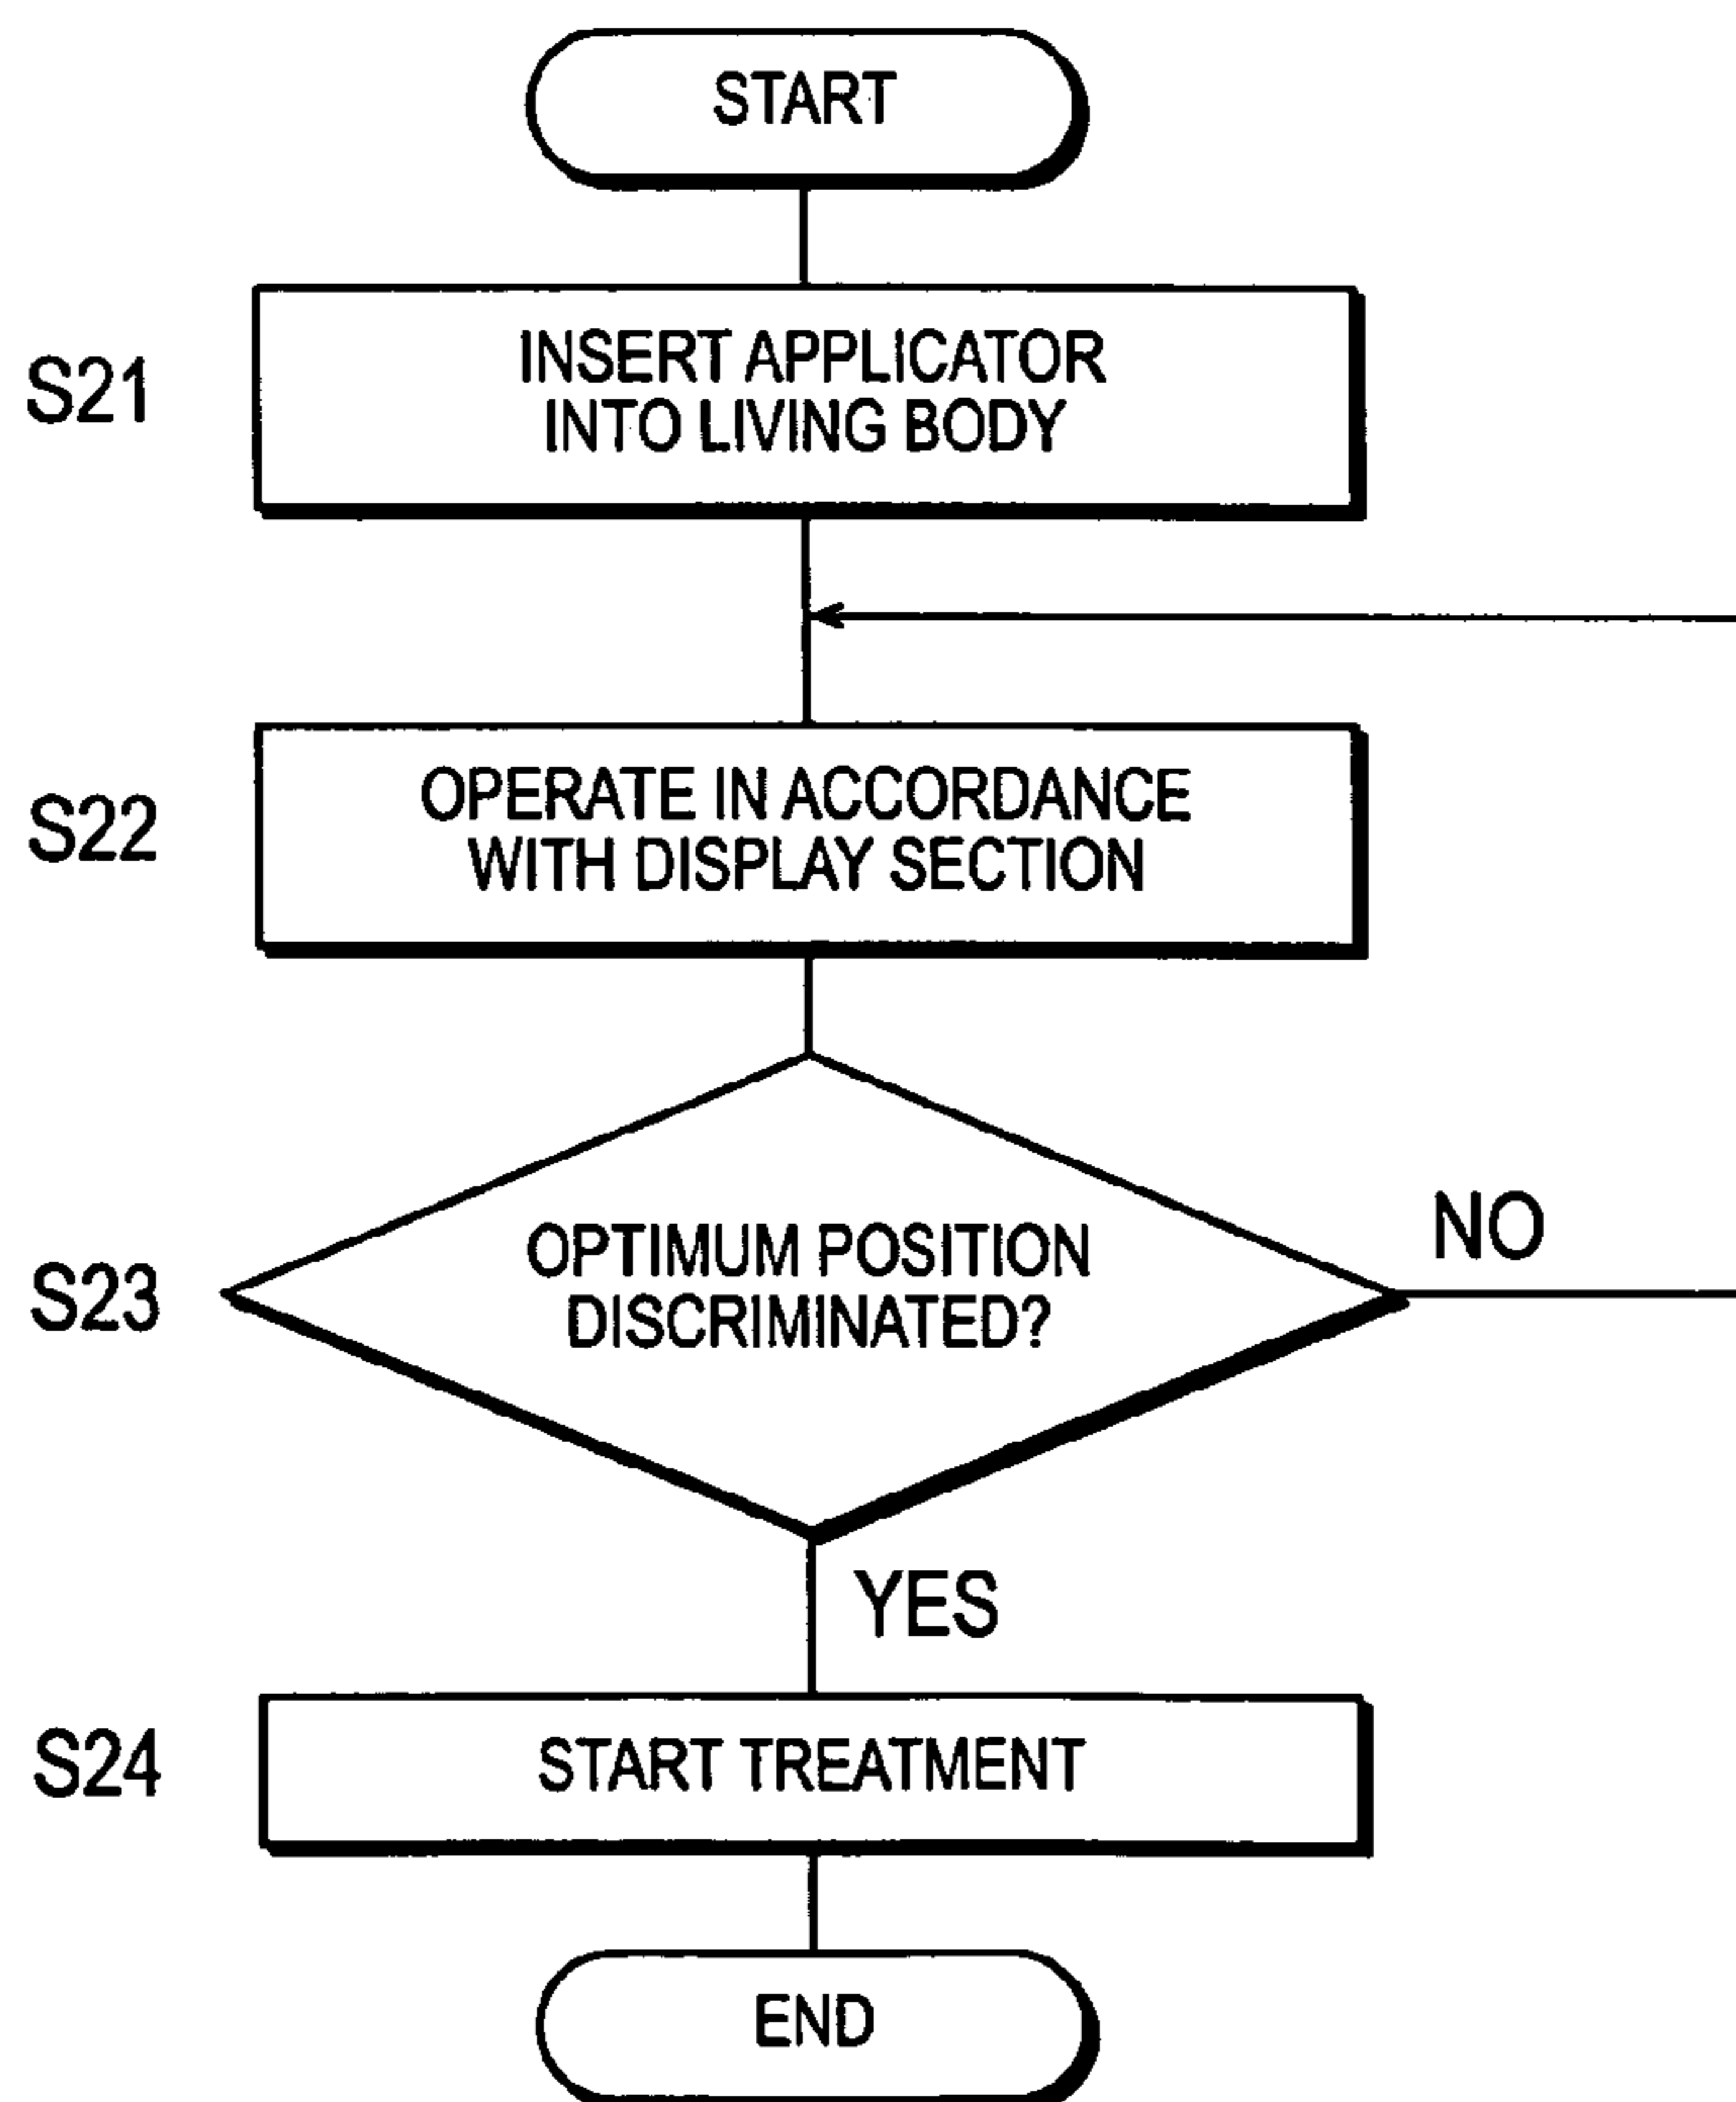 START
S21
INSERT APPLICATOR
INTO LIVING BODY
S22
OPERATE IN ACCORDANCE
WITH DISPLAY SECTION
S23
OPTIMUM POSITION
DISCRIMINATED?
NO
YES
S24
START TREATMENT
END